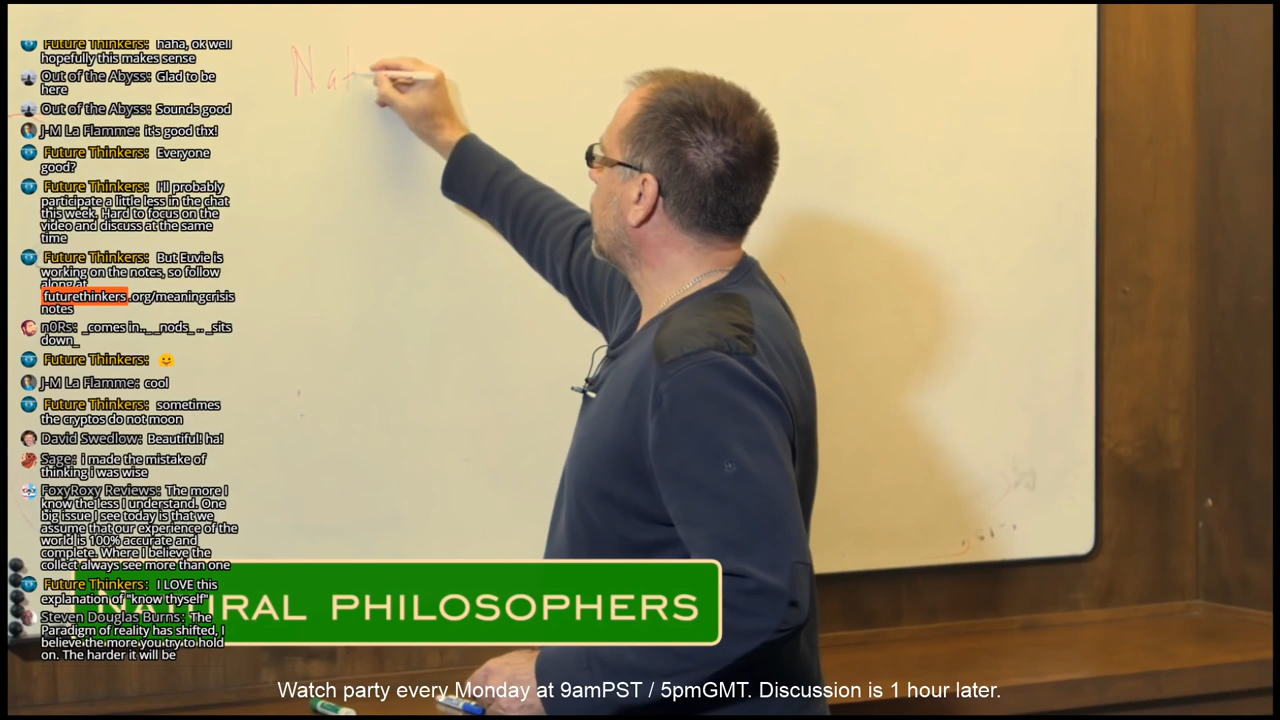 Nat
Future Thinkers: haha, ok well
hopefully this makes sense
Out of the Abyss: Glad to be
here
Out of the Abyss: Sounds good
J-M La Flamme: it's good thx!
Future Thinkers: Everyone
good?
Future Thinkers: I'll probably
participate a little less in the chat
this week. Hard to focus on the
video and discuss at the same
time
Future Thinkers: But Euvie is
working on the notes, so follow
along at
futurethinkers.org/meaningcrisis
notes
n0Rs: _comes in.._ _nods_ .. _sits
down_
Future Thinkers: 🙂
J-M La Flamme: cool
Future Thinkers: sometimes
the cryptos do not moon
David Swedlow: Beautiful! ha!
Sage: i made the mistake of
thinking i was wise
FoxyRoxy Reviews: The more I
know the less I understand. One
big issue I see today is that we
assume that our experience of the
world is 100% accurate and
complete. Where I believe the
collect always see more than one
Future Thinkers: I LOVE this
explanation of "know thyself"
Steven Douglas Burns: The
Paradigm of reality has shifted, I
believe the more you try to hold
on. The harder it will be
NATURAL PHILOSOPHERS
Watch party every Monday at 9amPST / 5pmGMT. Discussion is 1 hour later.